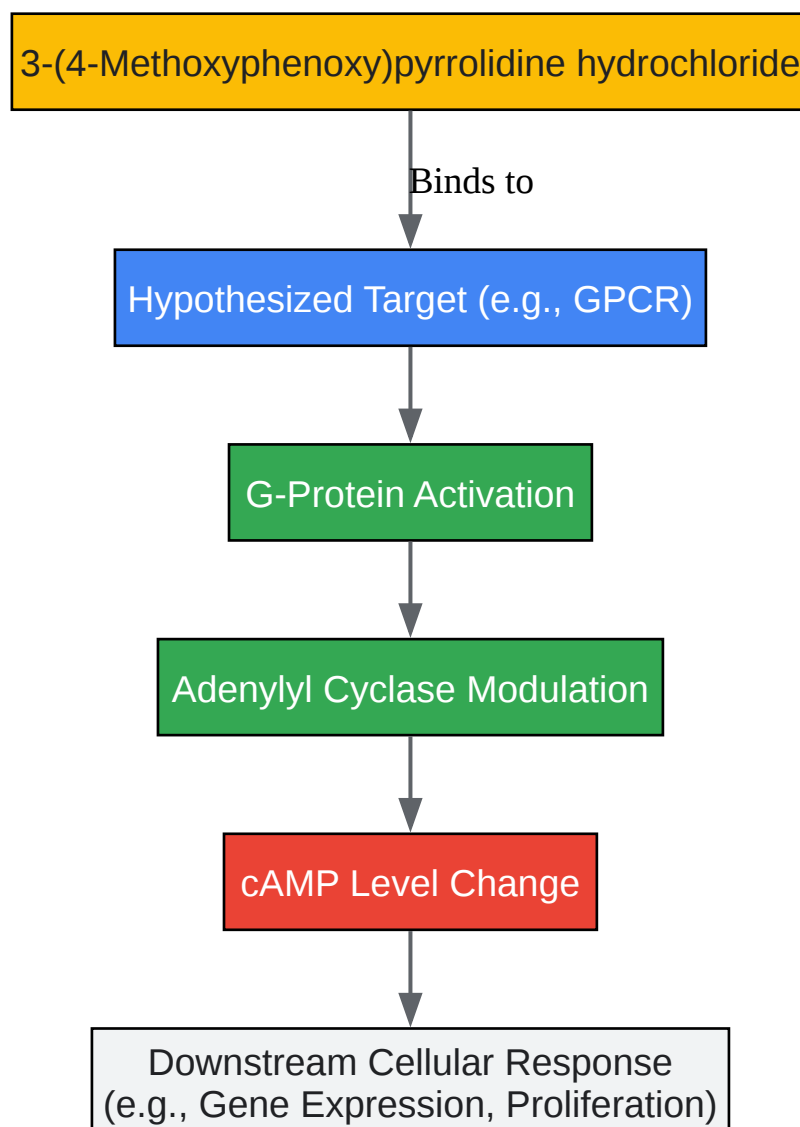 3-(4-Methoxyphenoxy)pyrrolidine hydrochloride
Binds to
Hypothesized Target (e.g., GPCR)
G-Protein Activation
Adenylyl Cyclase Modulation
cAMP Level Change
Downstream Cellular Response
(e.g., Gene Expression, Proliferation)